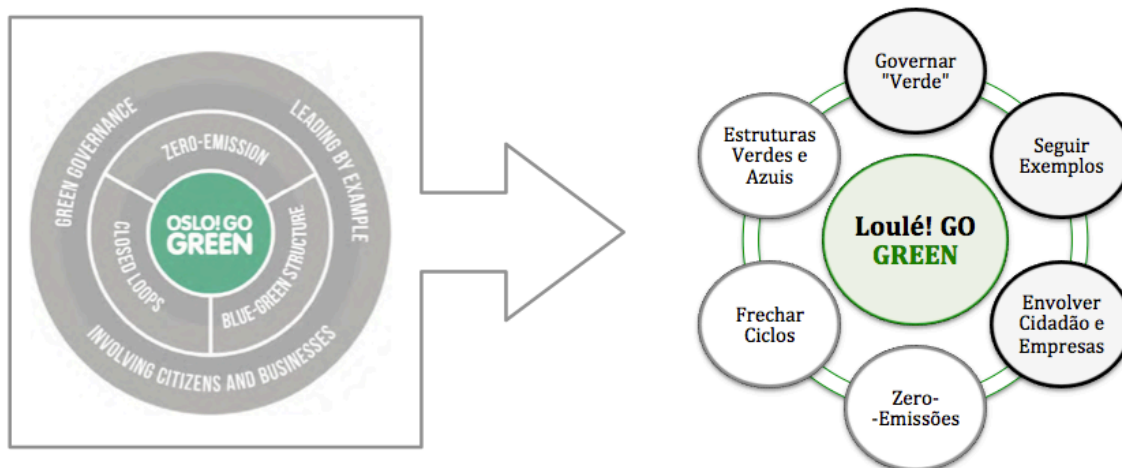 GREEN GOVERNANCE
LEADING BY EXAMPLE
INVOLVING CITIZENS AND BUSINESSES
ZERO-EMISSION
CLOSED LOOPS
BLUE-GREEN STRUCTURE
OSLO! GO
GREEN
Governar
"Verde"
Seguir
Exemplos
Envolver
Cidadão e
Empresas
Zero-
-Emissões
Frechar
Ciclos
Estruturas
Verdes e
Azuis
Loulé! GO
GREEN